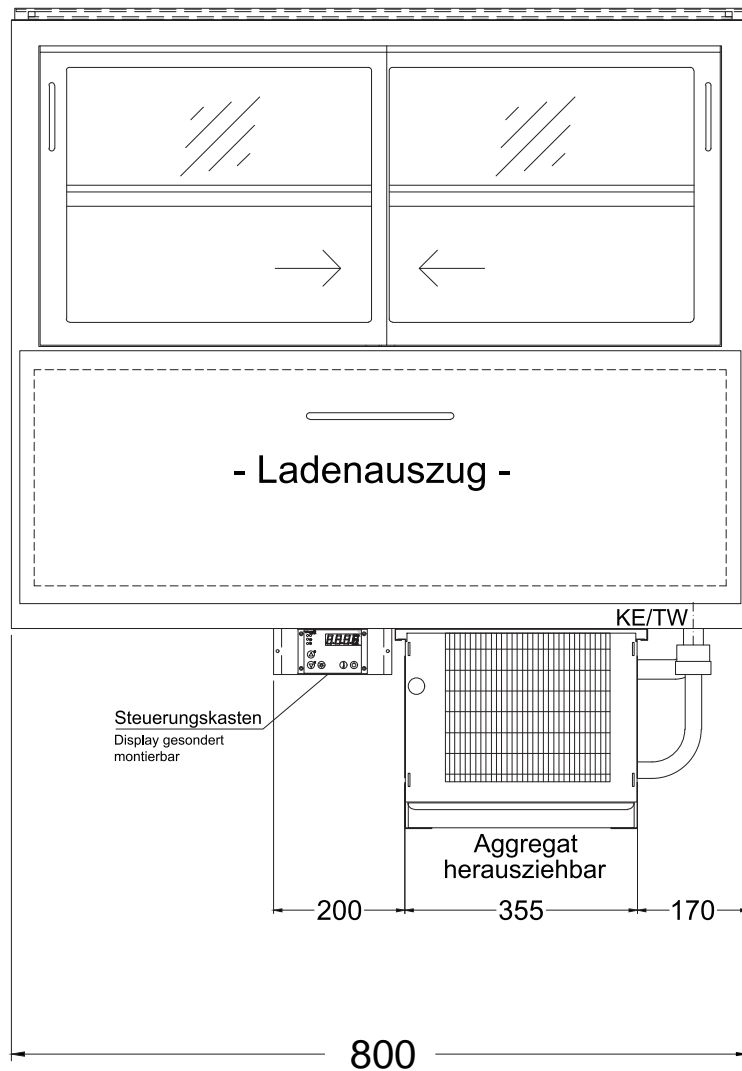 - Ladenauszug -
KE/TW
Steuerungskasten
Display gesondert
montierbar
Aggregat
herausziehbar
200
355
170
800